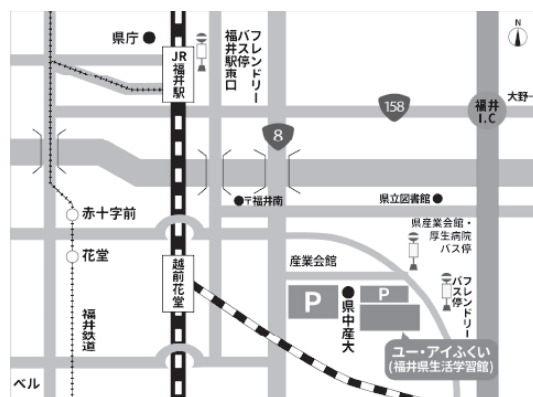 県庁
JR
福井駅
フレンドリー
バス停
福井駅東口
N
158
福井
I.C
大野
8
〒福井南
県立図書館
赤十字前
県産業会館・
厚生病院
バス停
花堂
越前花堂
産業会館
フレンドリー
バス停
P
P
県中産大
福井鉄道
ユー・アイふくい
(福井県生活学習館)
ベル